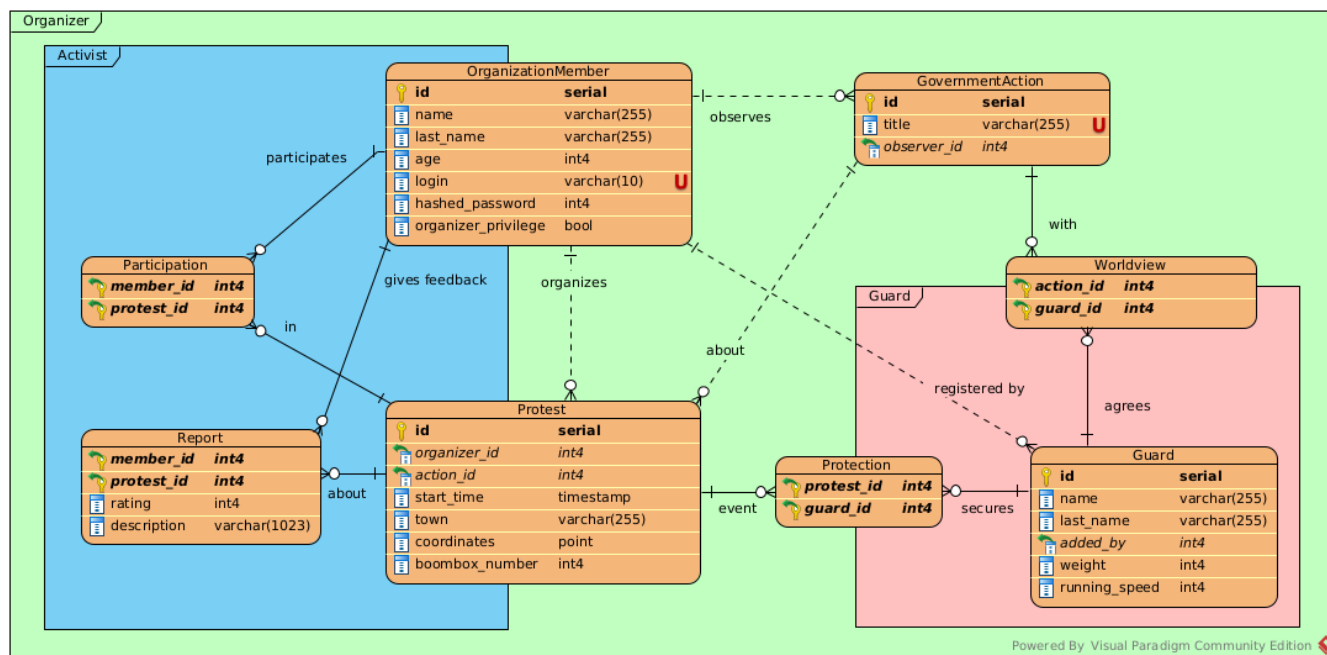 Organizer
Activist
OrganizationMember
id serial
name varchar(255)
last_name varchar(255)
age int4
login varchar(10) U
hashed_password int4
organizer_privilege bool
observes
GovernmentAction
id serial
title varchar(255) U
observer_id int4
participates
gives feedback
organizes
with
Participation
member_id int4
protest_id int4
in
Worldview
action_id int4
guard_id int4
Guard
about
registered by
agrees
Report
member_id int4
protest_id int4
rating int4
description varchar(1023)
about
Protest
id serial
organizer_id int4
action_id int4
start_time timestamp
town varchar(255)
coordinates point
boombox_number int4
event
Protection
protest_id int4
guard_id int4
secures
Guard
id serial
name varchar(255)
last_name varchar(255)
added_by int4
weight int4
running_speed int4
Powered By Visual Paradigm Community Edition